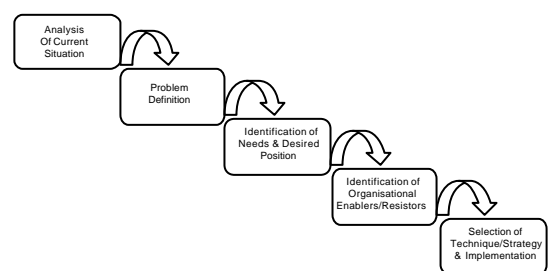 Analysis
Of Current
Situation
Problem
Definition
Identification of
Needs & Desired
Position
Identification of
Organisational
Enablers/Resistors
Selection of
Technique/Strategy
& Implementation